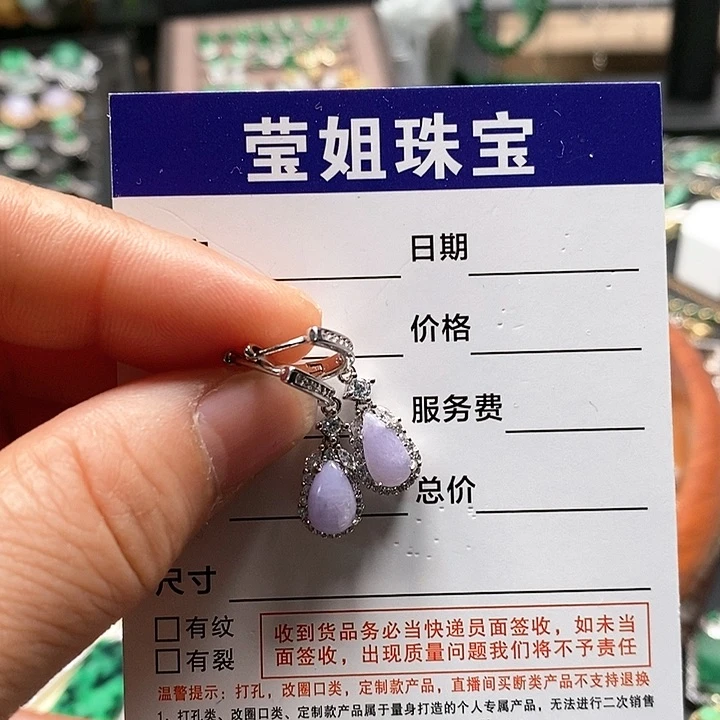 莹姐珠宝
日期
价格
服务费
总价
尺寸
有纹
有裂
收到货品务必当快递员面签收，如未当
面签收，出现质量问题我们将不予责任
温馨提示：打孔，改圈口类，定制款产品，直播间买断类产品不支持退换
1、打孔类、改圈口类、定制款产品属于量身打造的个人专属产品，无法进行二次销售